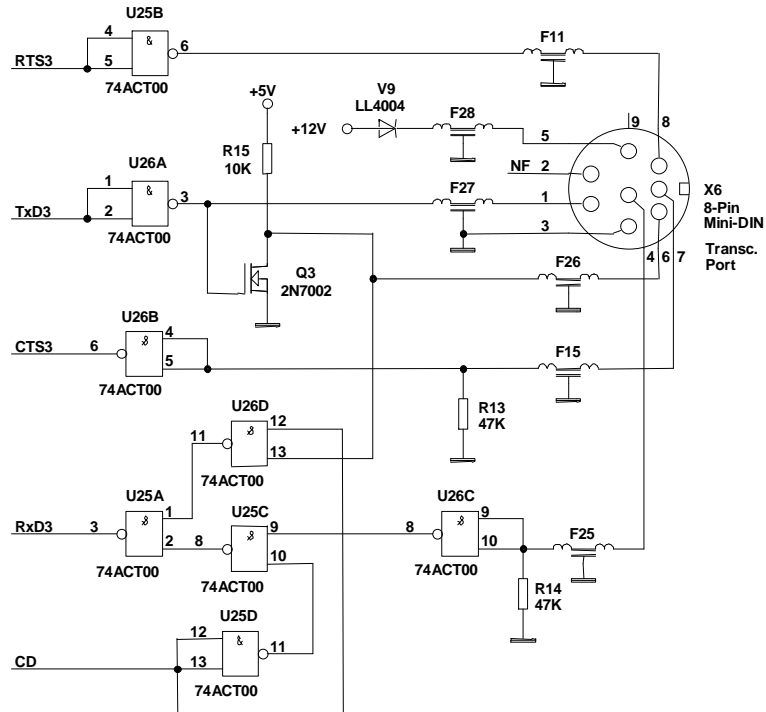 U25B
4
5
&
6
RTS3
74ACT00
F11
+5V
V9
LL4004
+12V
F28
5
9
8
R15
10K
NF
2
U26A
1
2
3
TxD3
74ACT00
F27
1
3
X6
8-Pin
Mini-DIN
Transc.
Port
4
6
7
Q3
2N7002
F26
U26B
4
5
&
6
CTS3
74ACT00
F15
R13
47K
U26D
12
13
&
11
74ACT00
U25A
1
2
&
3
RxD3
74ACT00
U25C
9
10
&
8
74ACT00
U26C
9
10
&
8
74ACT00
F25
R14
47K
U25D
12
13
&
11
CD
74ACT00